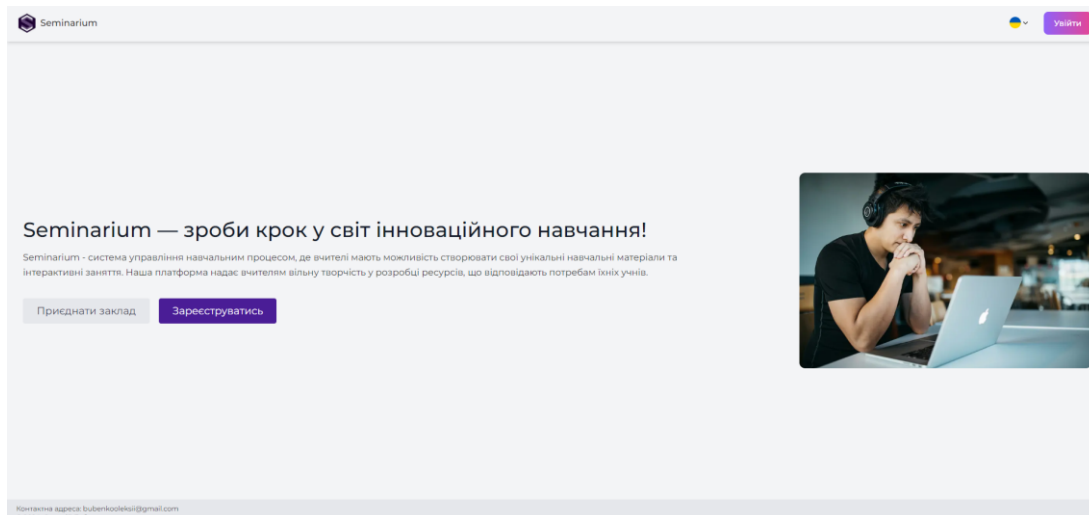 Seminarium
Увійти
Seminarium — зроби крок у світ інноваційного навчання!
Seminarium - система управління навчальним процесом, де вчителі мають можливість створювати свої унікальні навчальні матеріали та
інтерактивні заняття. Наша платформа надає вчителям вільну творчість у розробці ресурсів, що відповідають потребам їхніх учнів.
Приєднати заклад
Зареєструватись
Контактна адреса: bubenkooleksii@gmail.com